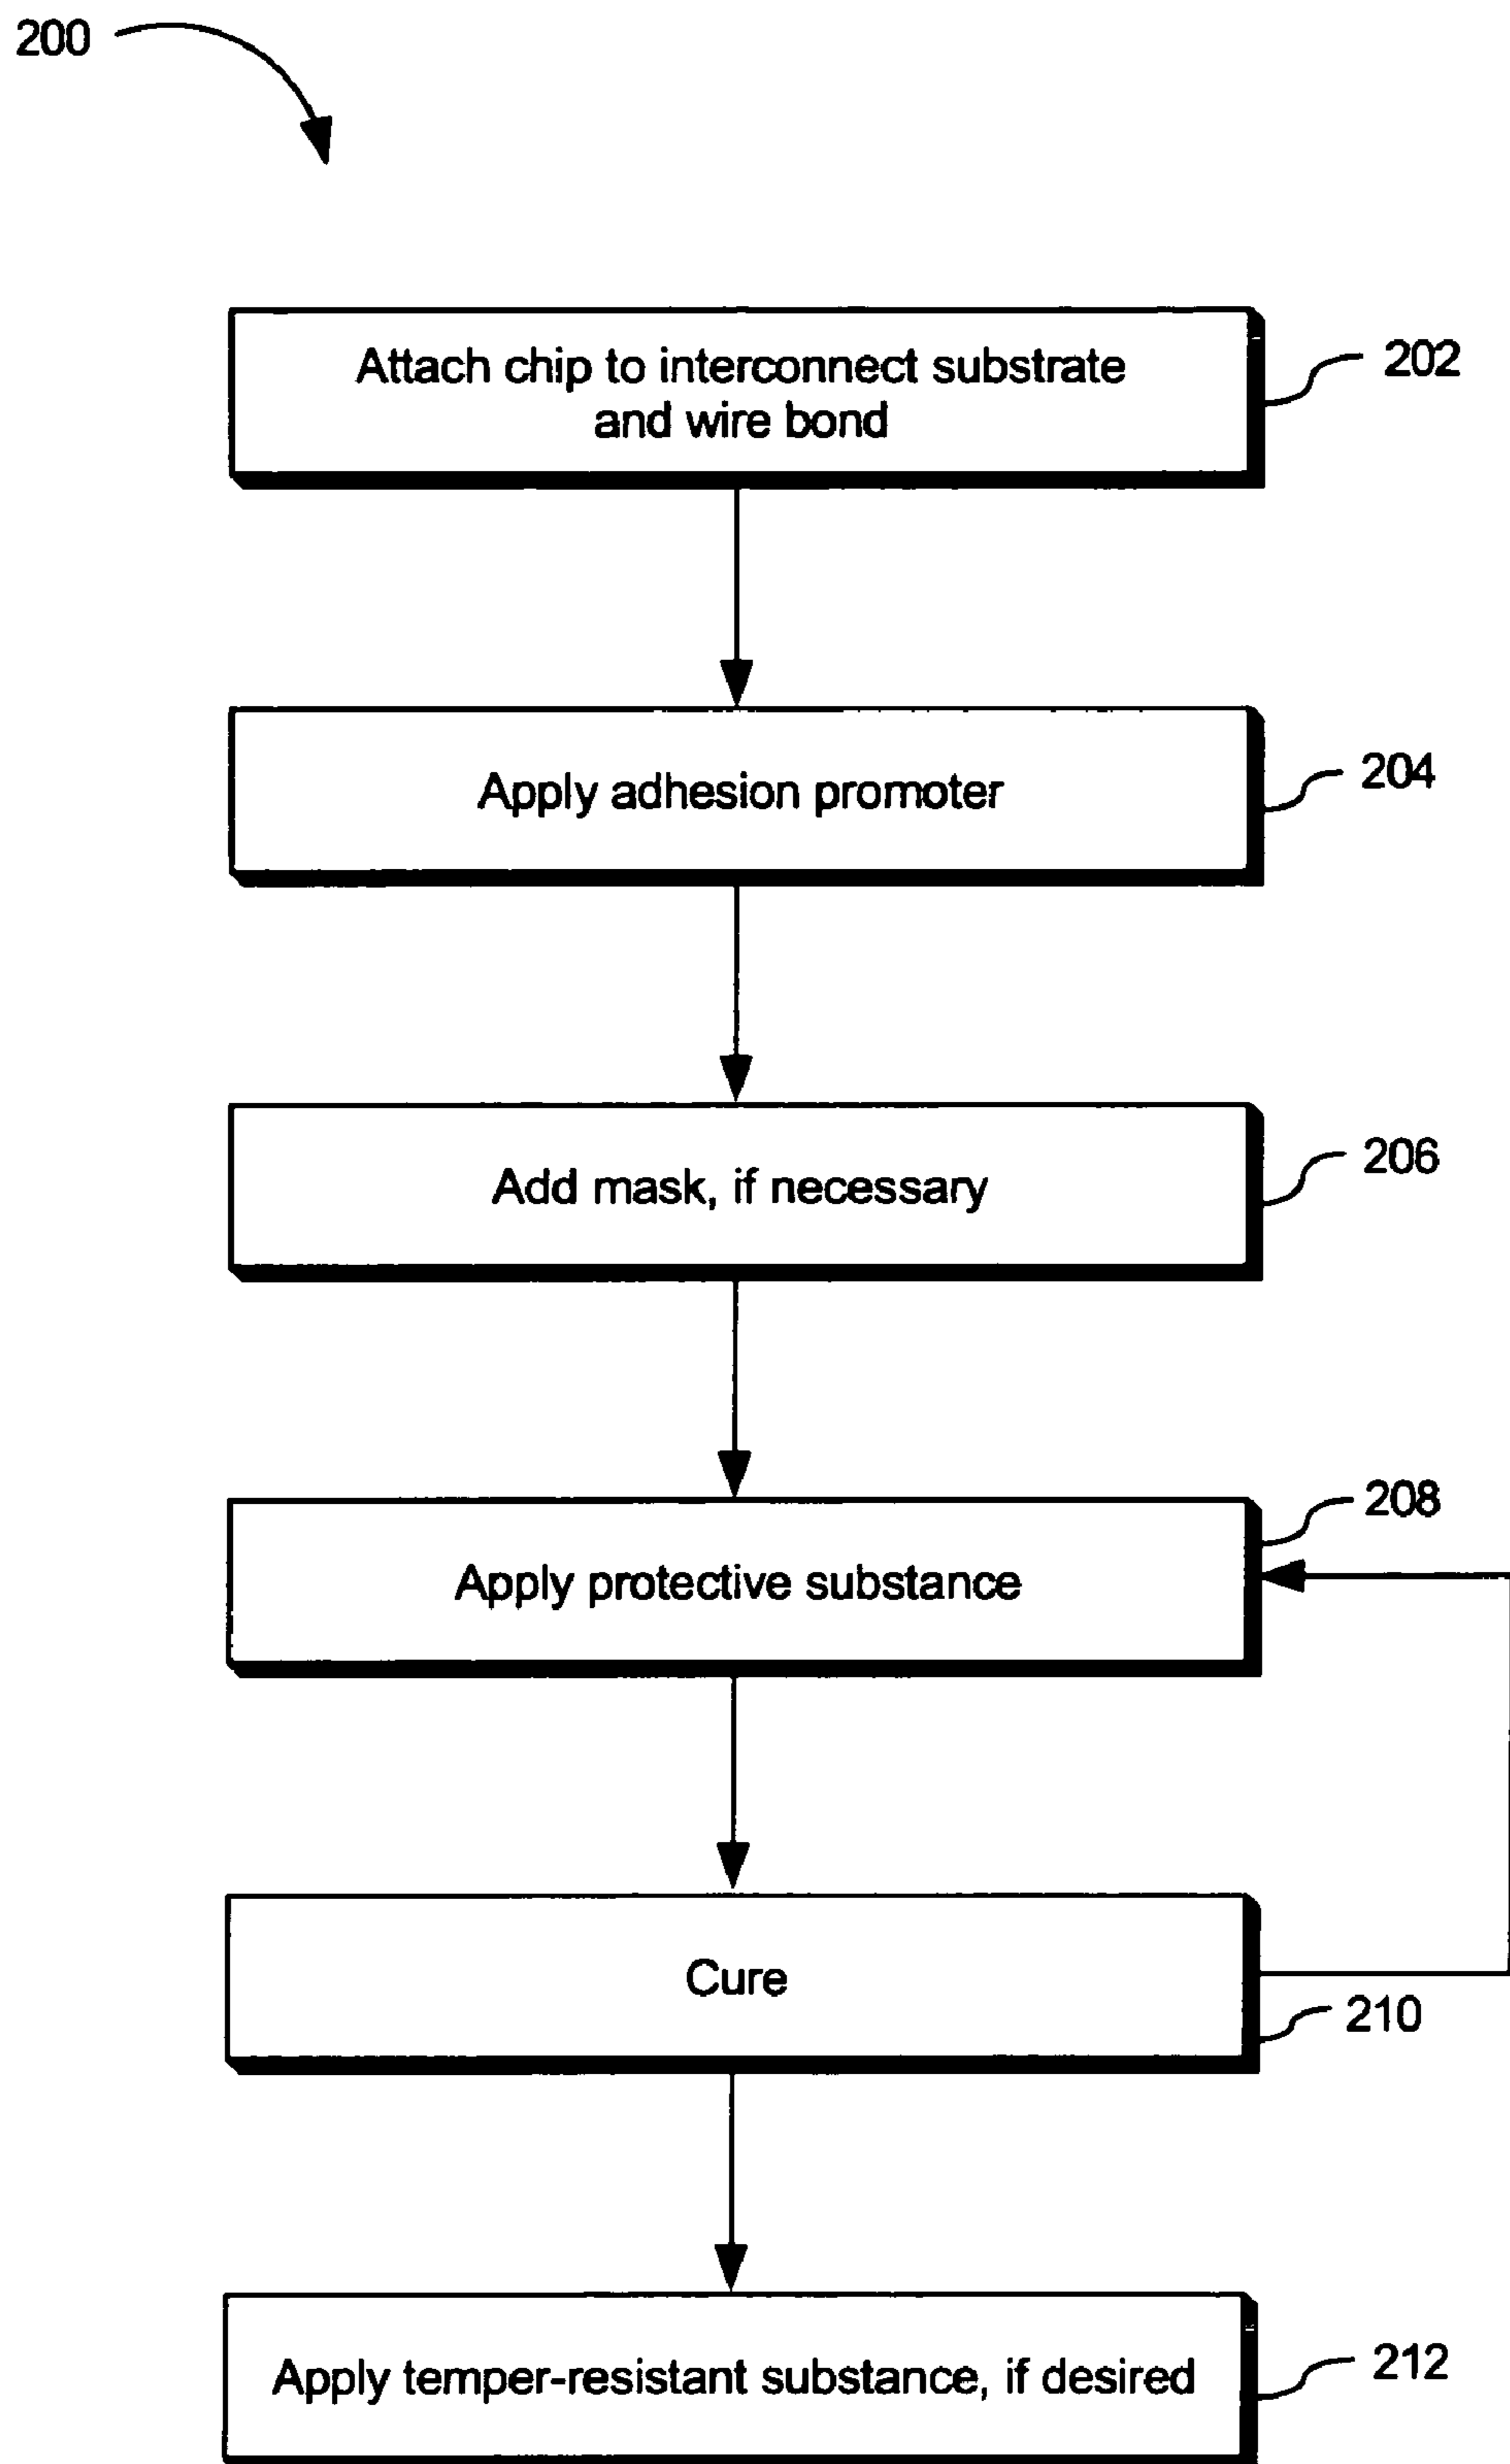 200
Attach chip to interconnect substrate
and wire bond
202
Apply adhesion promoter
204
Add mask, if necessary
206
Apply protective substance
208
Cure
210
Apply temper-resistant substance, if desired
212